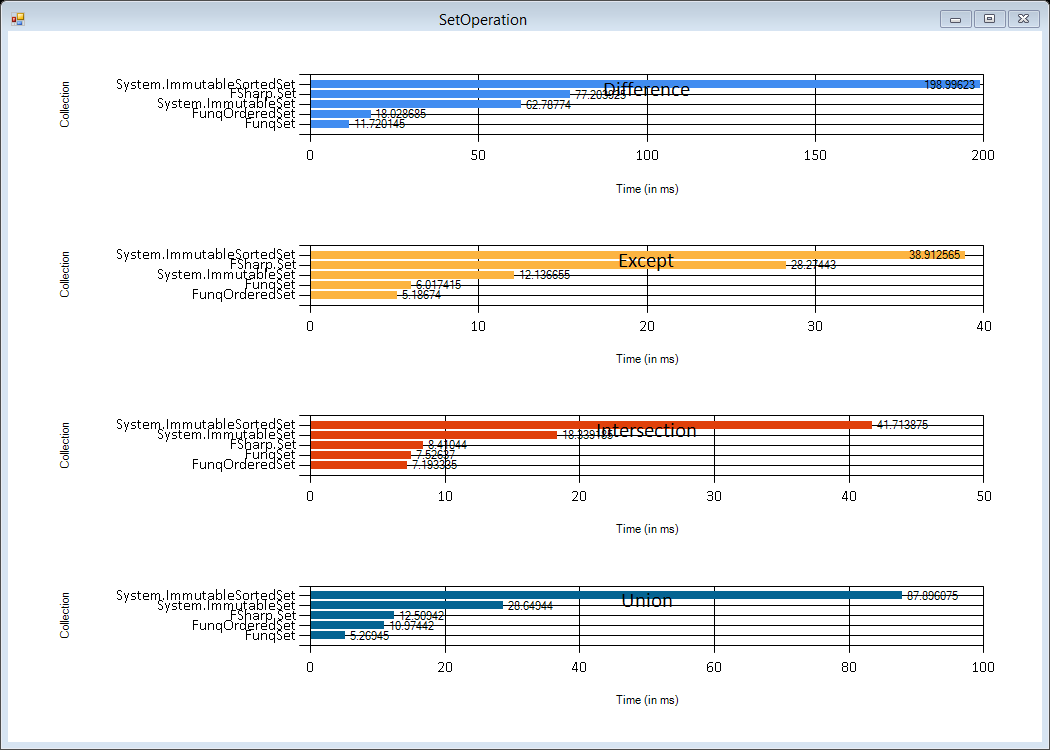 SetOperation
Difference
Collection
System.ImmutableSortedSet 198.99623
FSharp.Set 77.203925
System.ImmutableSet 62.78774
FunqOrderedSet 18.028685
FunqSet 11.720145
0 50 100 150 200
Time (in ms)
Except
Collection
System.ImmutableSortedSet 38.912565
FSharp.Set 28.27443
System.ImmutableSet 12.136655
FunqSet 6.017415
FunqOrderedSet 5.18674
0 10 20 30 40
Time (in ms)
Intersection
Collection
System.ImmutableSortedSet 41.713875
System.ImmutableSet 18.339185
FSharp.Set 8.41044
FunqSet 7.52637
FunqOrderedSet 7.193335
0 10 20 30 40 50
Time (in ms)
Union
Collection
System.ImmutableSortedSet 87.896075
System.ImmutableSet 28.64944
FSharp.Set 12.50942
FunqOrderedSet 10.97442
FunqSet 5.26945
0 20 40 60 80 100
Time (in ms)